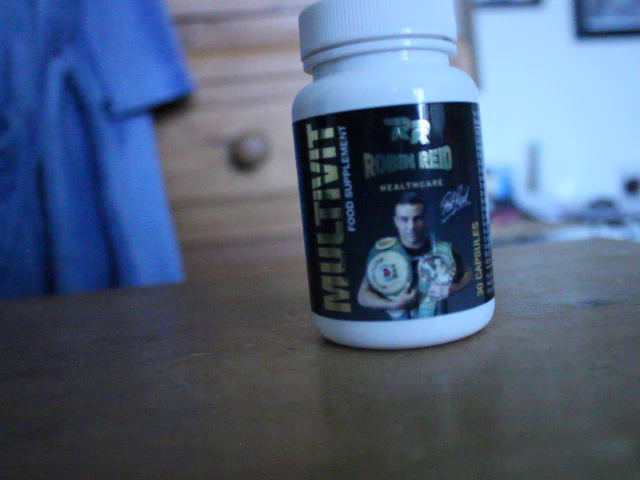 RR
ROBIN REID
HEALTHCARE
MULTIVIT
FOOD SUPPLEMENT
30 CAPSULES